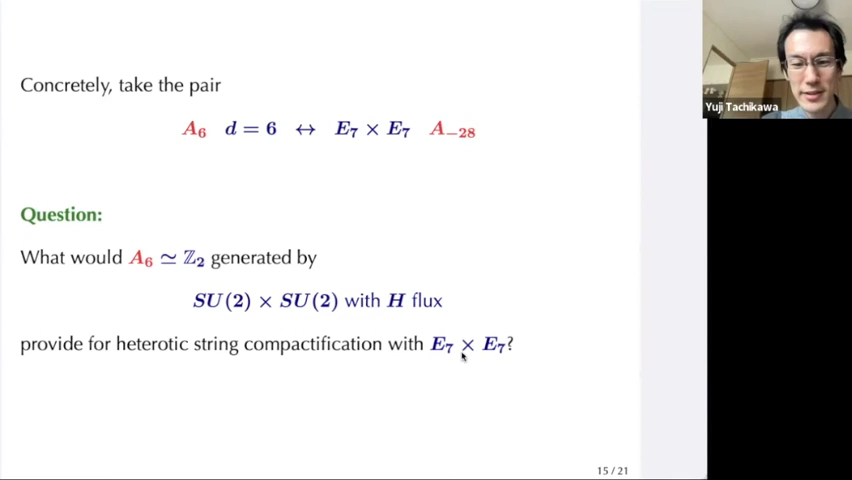 Concretely, take the pair
A₆ d = 6 ↔ E₇ × E₇ A₋₂₈
Question:
What would A₆ ≃ ℤ₂ generated by
SU(2) × SU(2) with H flux
provide for heterotic string compactification with E₇ × E₇?
15 / 21
Yuji Tachikawa